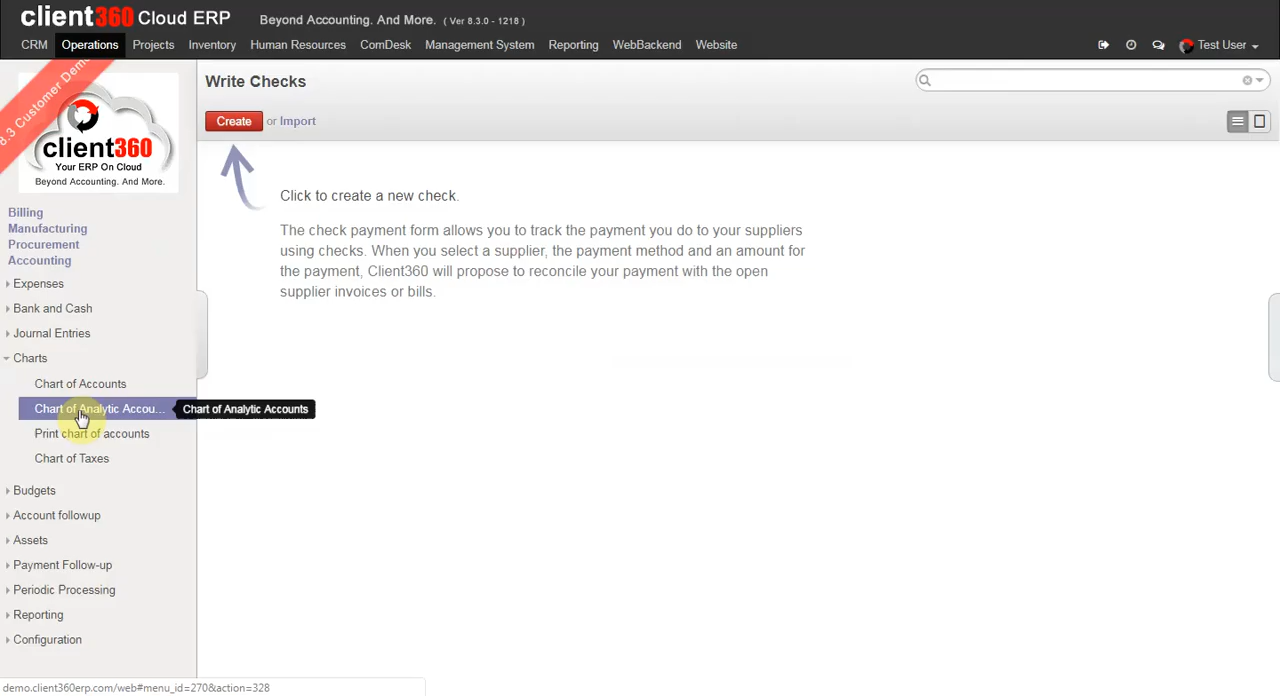 client360 Cloud ERP Beyond Accounting. And More. ( Ver 8.3.0 - 1218 )
CRM Operations Projects Inventory Human Resources ComDesk Management System Reporting WebBackend Website Test User
8.3 Customer Demo
client360
Your ERP On Cloud
Beyond Accounting. And More.
Write Checks
Create or Import
Click to create a new check.
The check payment form allows you to track the payment you do to your suppliers
using checks. When you select a supplier, the payment method and an amount for
the payment, Client360 will propose to reconcile your payment with the open
supplier invoices or bills.
Billing
Manufacturing
Procurement
Accounting
Expenses
Bank and Cash
Journal Entries
Charts
Chart of Accounts
Chart of Analytic Accou... Chart of Analytic Accounts
Print chart of accounts
Chart of Taxes
Budgets
Account followup
Assets
Payment Follow-up
Periodic Processing
Reporting
Configuration
demo.client360erp.com/web#menu_id=270&action=328